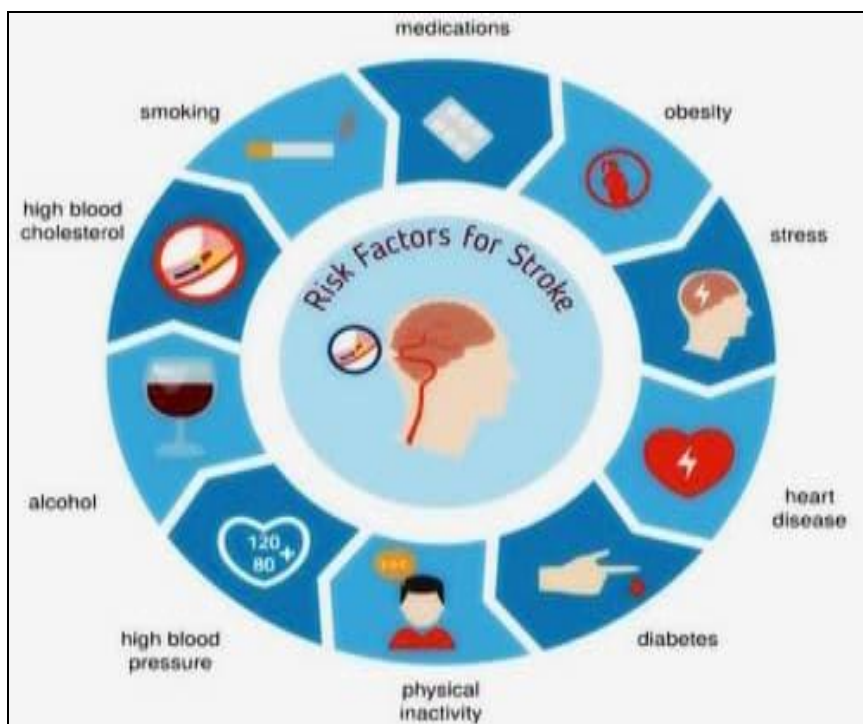 medications
smoking
obesity
high blood
cholesterol
Risk Factors for Stroke
stress
alcohol
120
80 +
heart
disease
high blood
pressure
diabetes
physical
inactivity